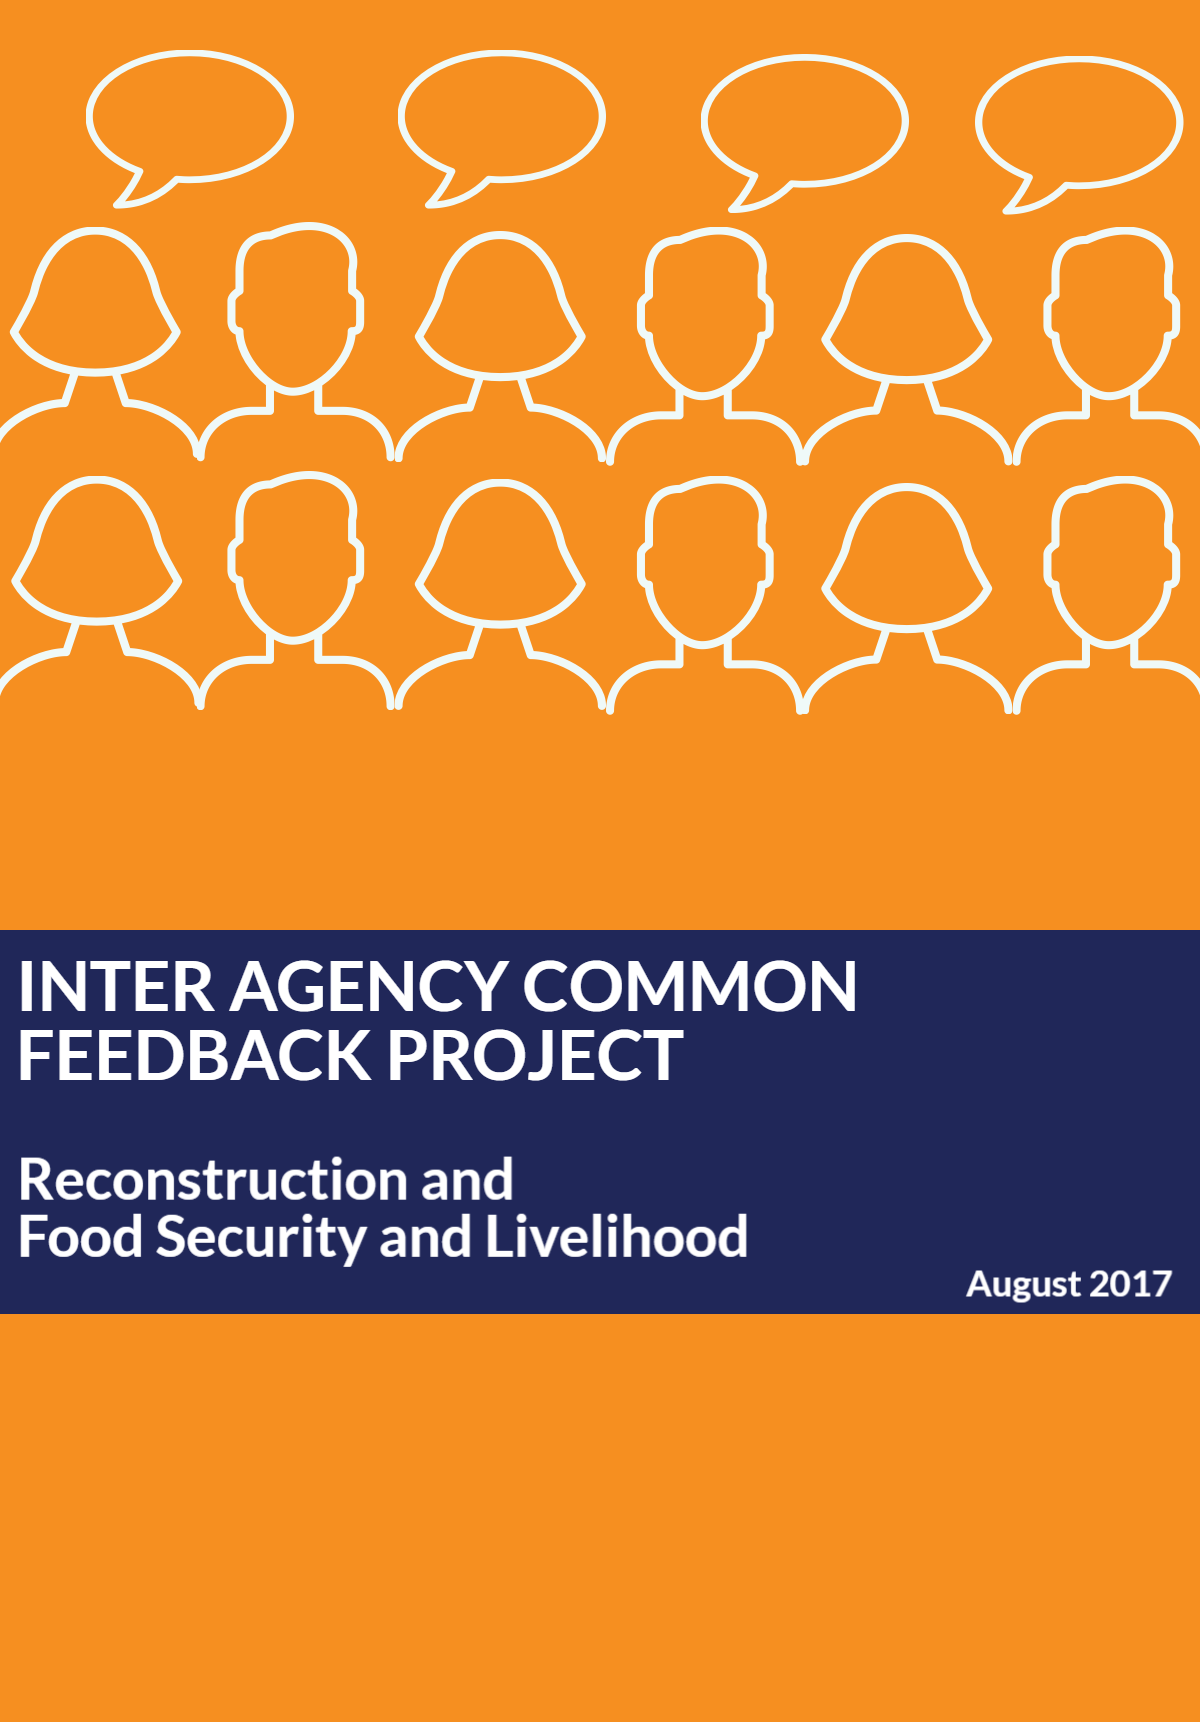 INTER AGENCY COMMON
FEEDBACK PROJECT
Reconstruction and
Food Security and Livelihood
August 2017